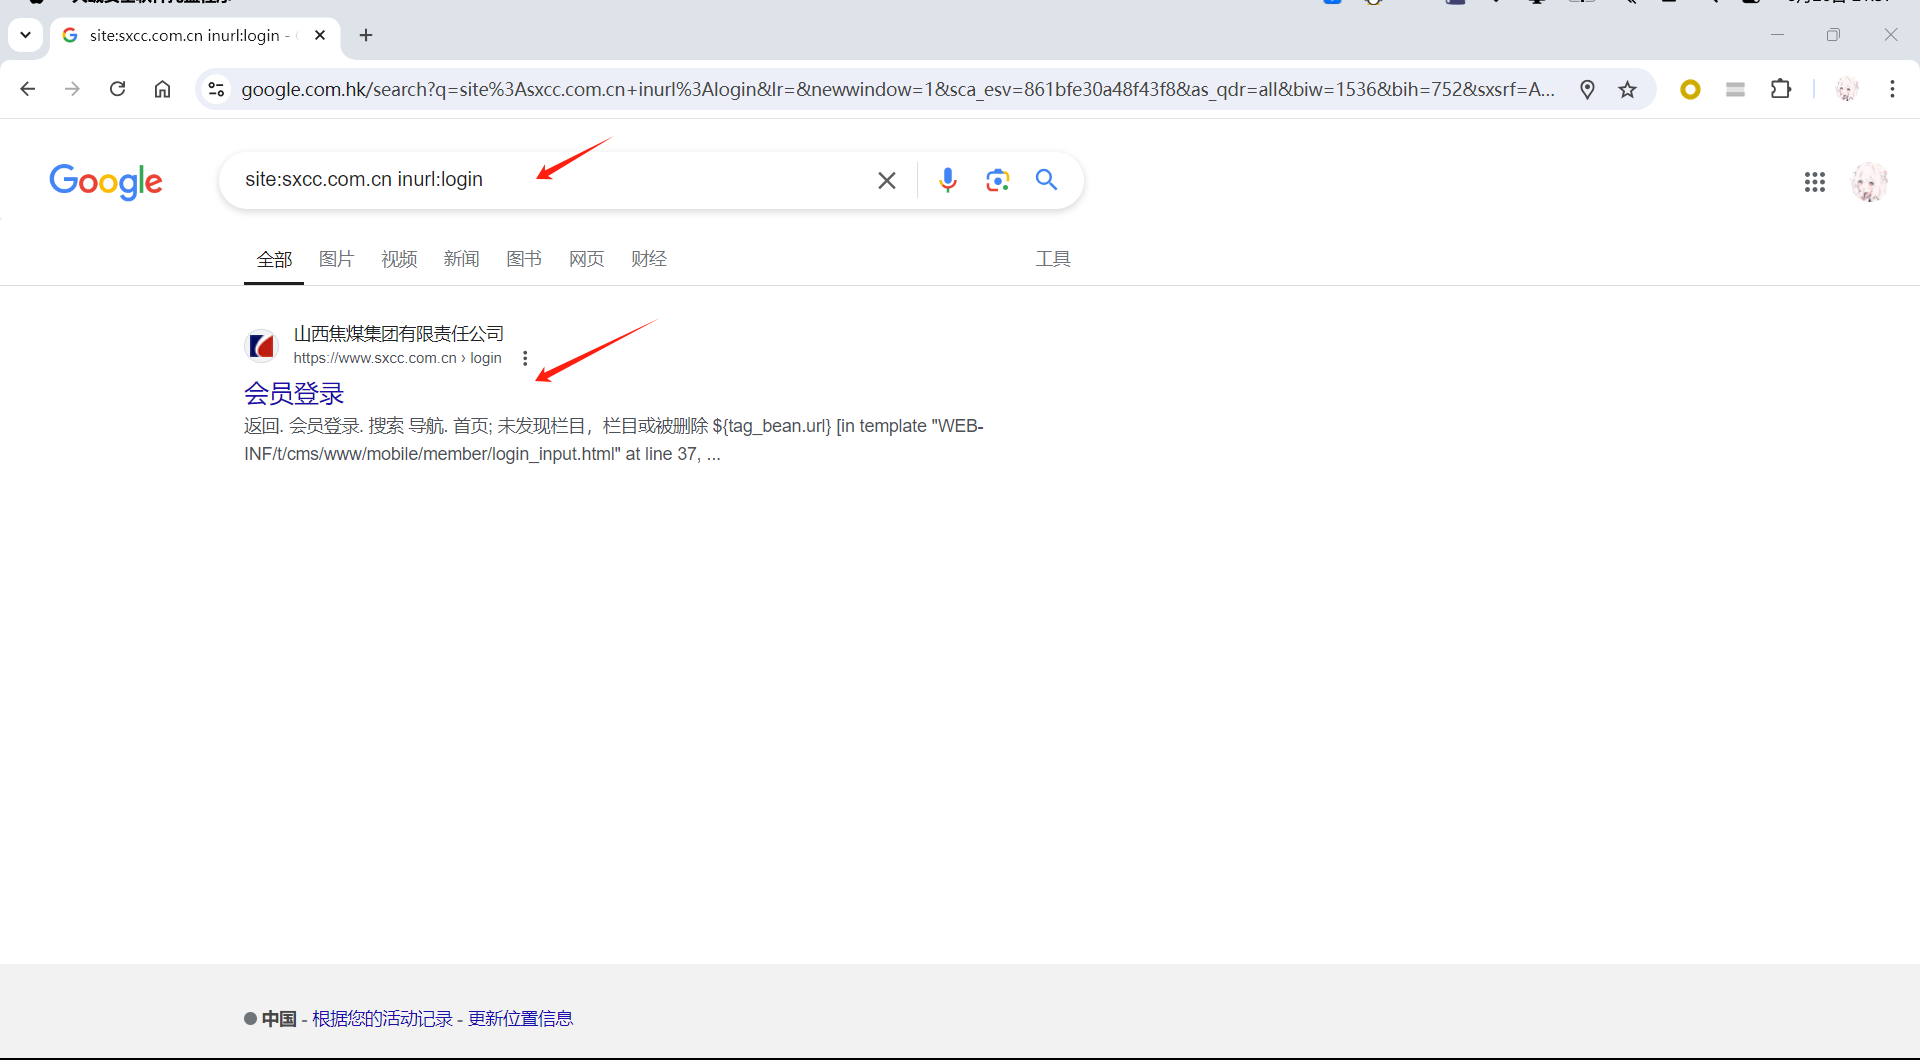 site:sxcc.com.cn inurl:login -
google.com.hk/search?q=site%3Asxcc.com.cn+inurl%3Alogin&lr=&newwindow=1&sca_esv=861bfe30a48f43f8&as_qdr=all&biw=1536&bih=752&sxsrf=A...
Google
site:sxcc.com.cn inurl:login
全部 图片 视频 新闻 图书 网页 财经 工具
山西焦煤集团有限责任公司
https://www.sxcc.com.cn › login
会员登录
返回. 会员登录. 搜索 导航. 首页; 未发现栏目，栏目或被删除 ${tag_bean.url} [in template "WEB-
INF/t/cms/www/mobile/member/login_input.html" at line 37, ...
中国 - 根据您的活动记录 - 更新位置信息